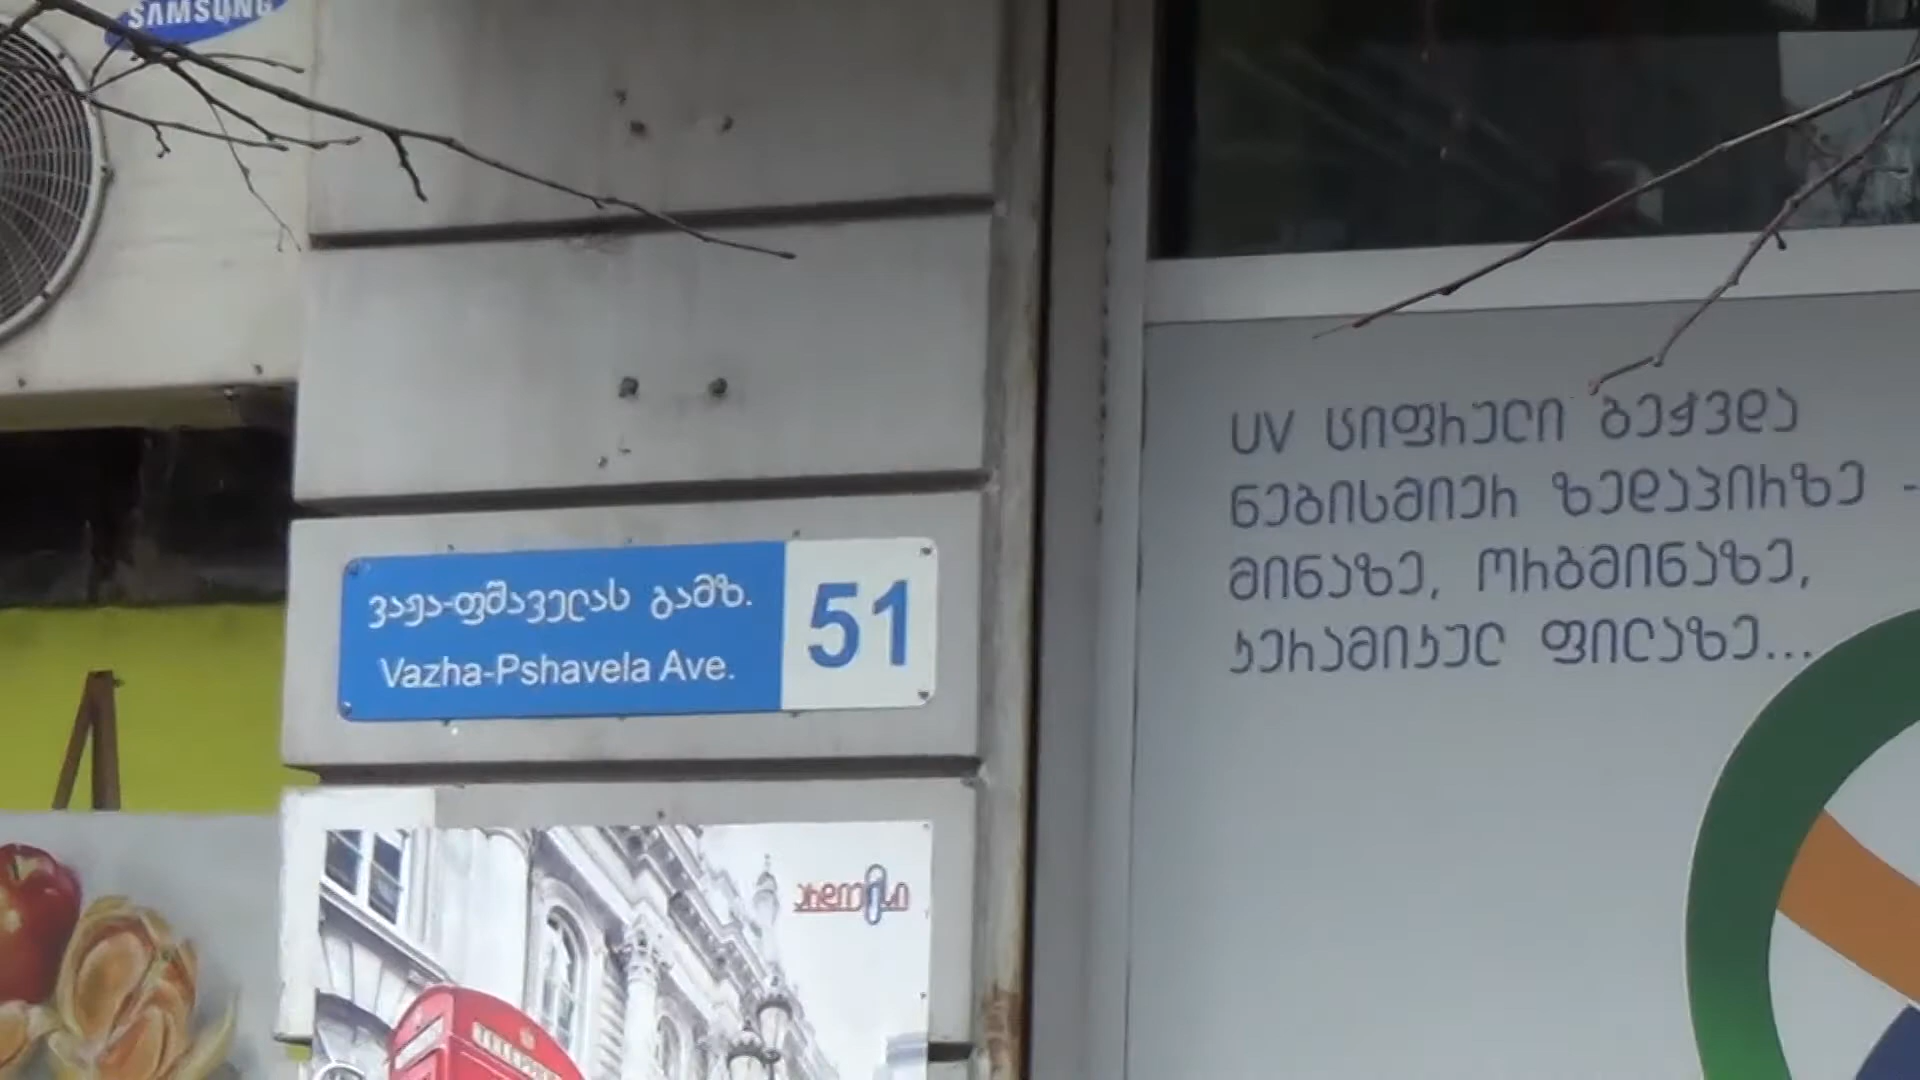 SAMSUNG
ვაჟა-ფშაველას გამზ.
Vazha-Pshavela Ave.
51
UV ციფრული ბეჭვდა
ნებისმიერ ზედაპირზე -
მინაზე, ორგმინაზე,
კერამიკულ ფილაზე...